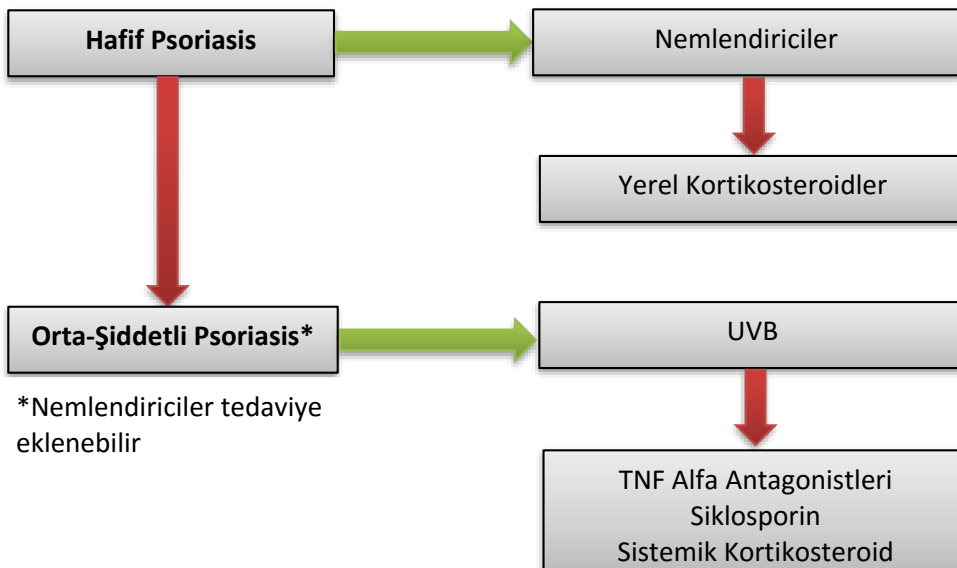 Hafif Psoriasis
Nemlendiriciler
Yerel Kortikosteroidler
Orta-Şiddetli Psoriasis*
UVB
*Nemlendiriciler tedaviye
eklenebilir
TNF Alfa Antagonistleri
Siklosporin
Sistemik Kortikosteroid